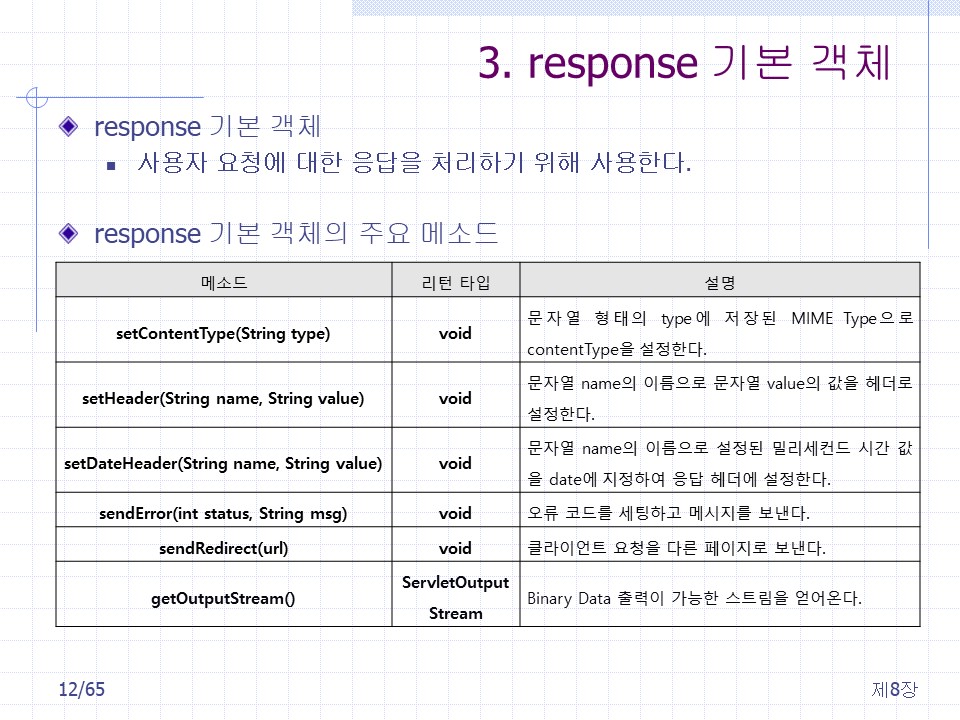 3. response 기본 객체
response 기본 객체
사용자 요청에 대한 응답을 처리하기 위해 사용한다.
response 기본 객체의 주요 메소드
메소드 리턴 타입 설명
setContentType(String type) void 문자열 형태의 type에 저장된 MIME Type으로
contentType을 설정한다.
setHeader(String name, String value) void 문자열 name의 이름으로 문자열 value의 값을 헤더로
설정한다.
setDateHeader(String name, String value) void 문자열 name의 이름으로 설정된 밀리세컨드 시간 값
을 date에 지정하여 응답 헤더에 설정한다.
sendError(int status, String msg) void 오류 코드를 세팅하고 메시지를 보낸다.
sendRedirect(url) void 클라이언트 요청을 다른 페이지로 보낸다.
getOutputStream() ServletOutput
Stream Binary Data 출력이 가능한 스트림을 얻어온다.
12/65 제8장